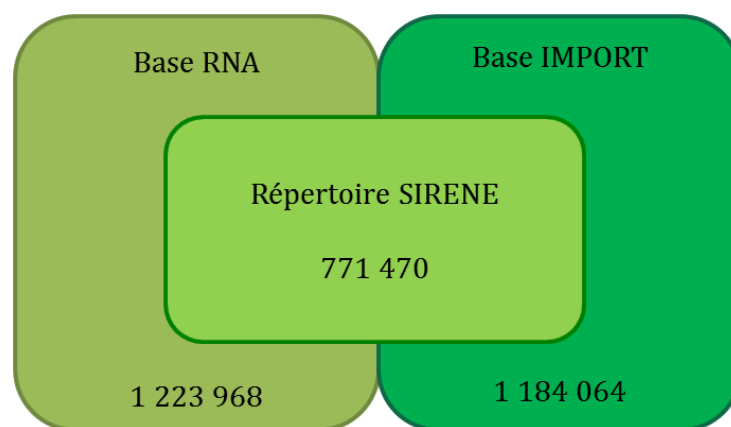 Base RNA
Base IMPORT
Répertoire SIRENE
771 470
1 223 968
1 184 064